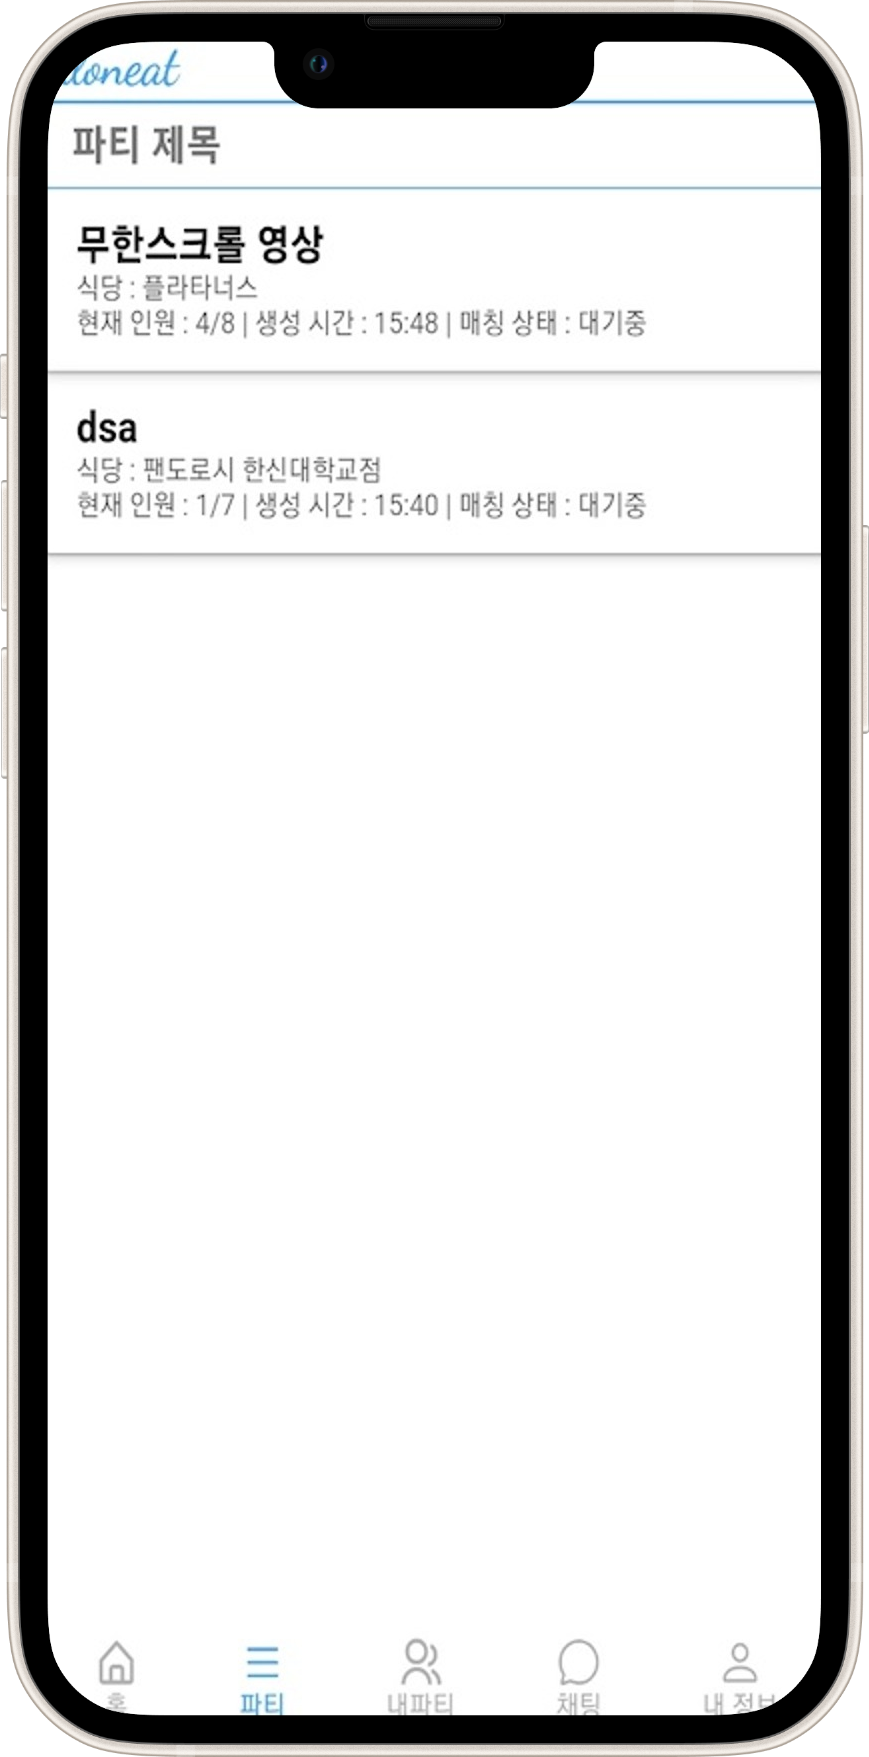 doneat
파티 제목
무한스크롤 영상
식당 : 플라타너스
현재 인원 : 4/8 | 생성 시간 : 15:48 | 매칭 상태 : 대기중
dsa
식당 : 팬도로시 한신대학교점
현재 인원 : 1/7 | 생성 시간 : 15:40 | 매칭 상태 : 대기중
홈 파티 내파티 채팅 내 정보